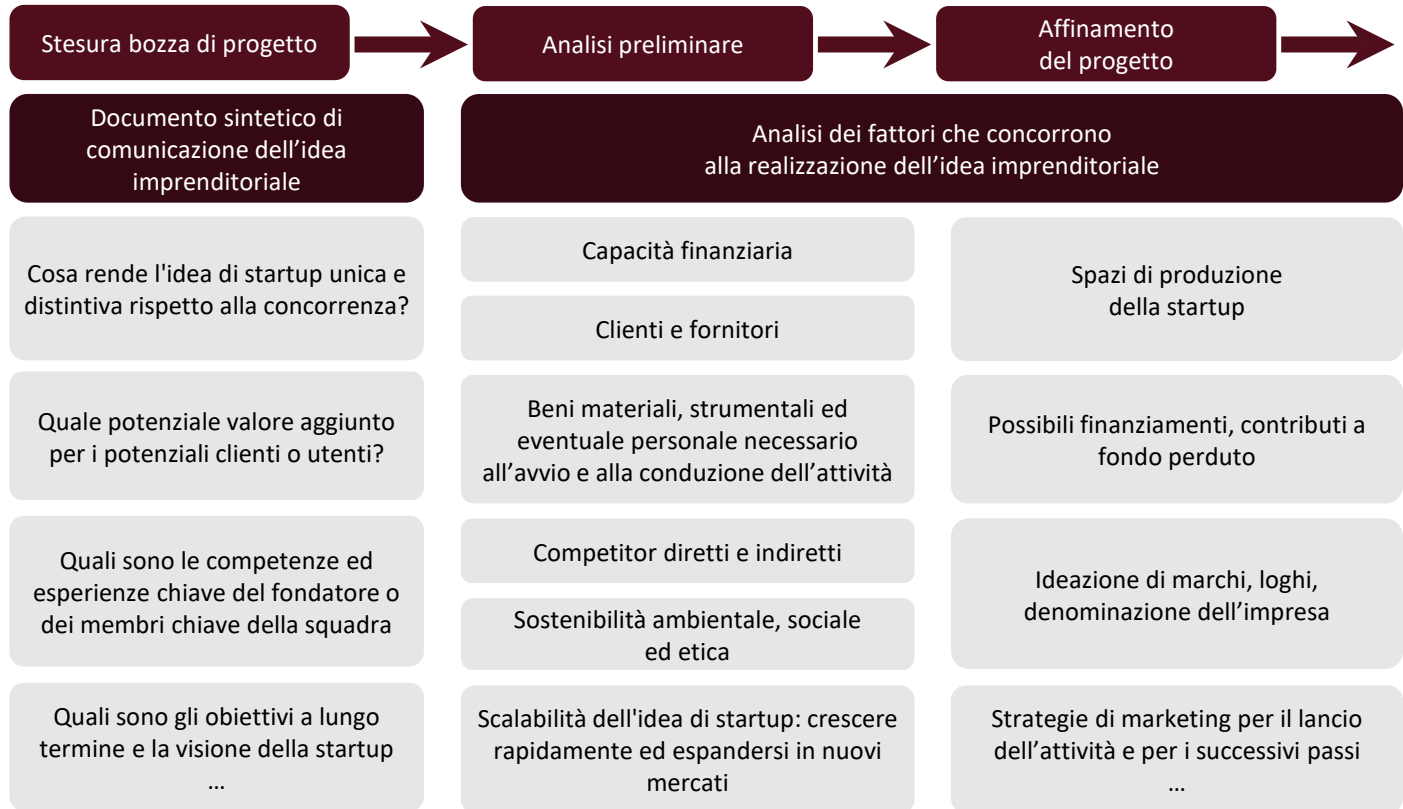 Stesura bozza di progetto
Analisi preliminare
Affinamento
del progetto
Documento sintetico di
comunicazione dell’idea
imprenditoriale
Analisi dei fattori che concorrono
alla realizzazione dell’idea imprenditoriale
Cosa rende l'idea di startup unica e
distintiva rispetto alla concorrenza?
Quale potenziale valore aggiunto
per i potenziali clienti o utenti?
Quali sono le competenze ed
esperienze chiave del fondatore o
dei membri chiave della squadra
Quali sono gli obiettivi a lungo
termine e la visione della startup
…
Capacità finanziaria
Clienti e fornitori
Beni materiali, strumentali ed
eventuale personale necessario
all’avvio e alla conduzione dell’attività
Competitor diretti e indiretti
Sostenibilità ambientale, sociale
ed etica
Scalabilità dell'idea di startup: crescere
rapidamente ed espandersi in nuovi
mercati
Spazi di produzione
della startup
Possibili finanziamenti, contributi a
fondo perduto
Ideazione di marchi, loghi,
denominazione dell’impresa
Strategie di marketing per il lancio
dell’attività e per i successivi passi
…